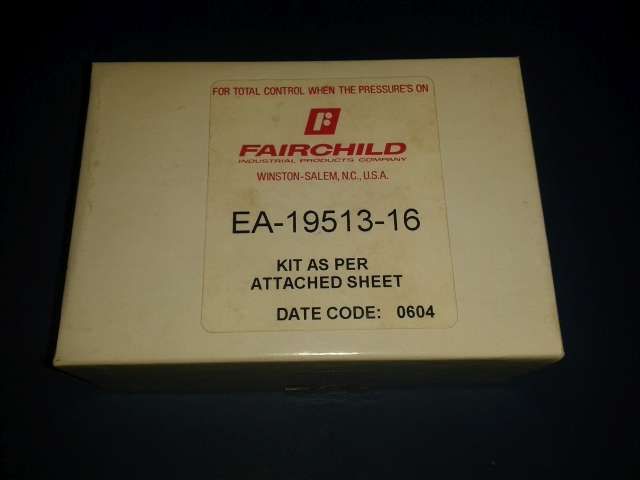 FOR TOTAL CONTROL WHEN THE PRESSURE'S ON
FAIRCHILD
INDUSTRIAL PRODUCTS COMPANY
WINSTON-SALEM, N.C., U.S.A.
EA-19513-16
KIT AS PER
ATTACHED SHEET
DATE CODE: 0604